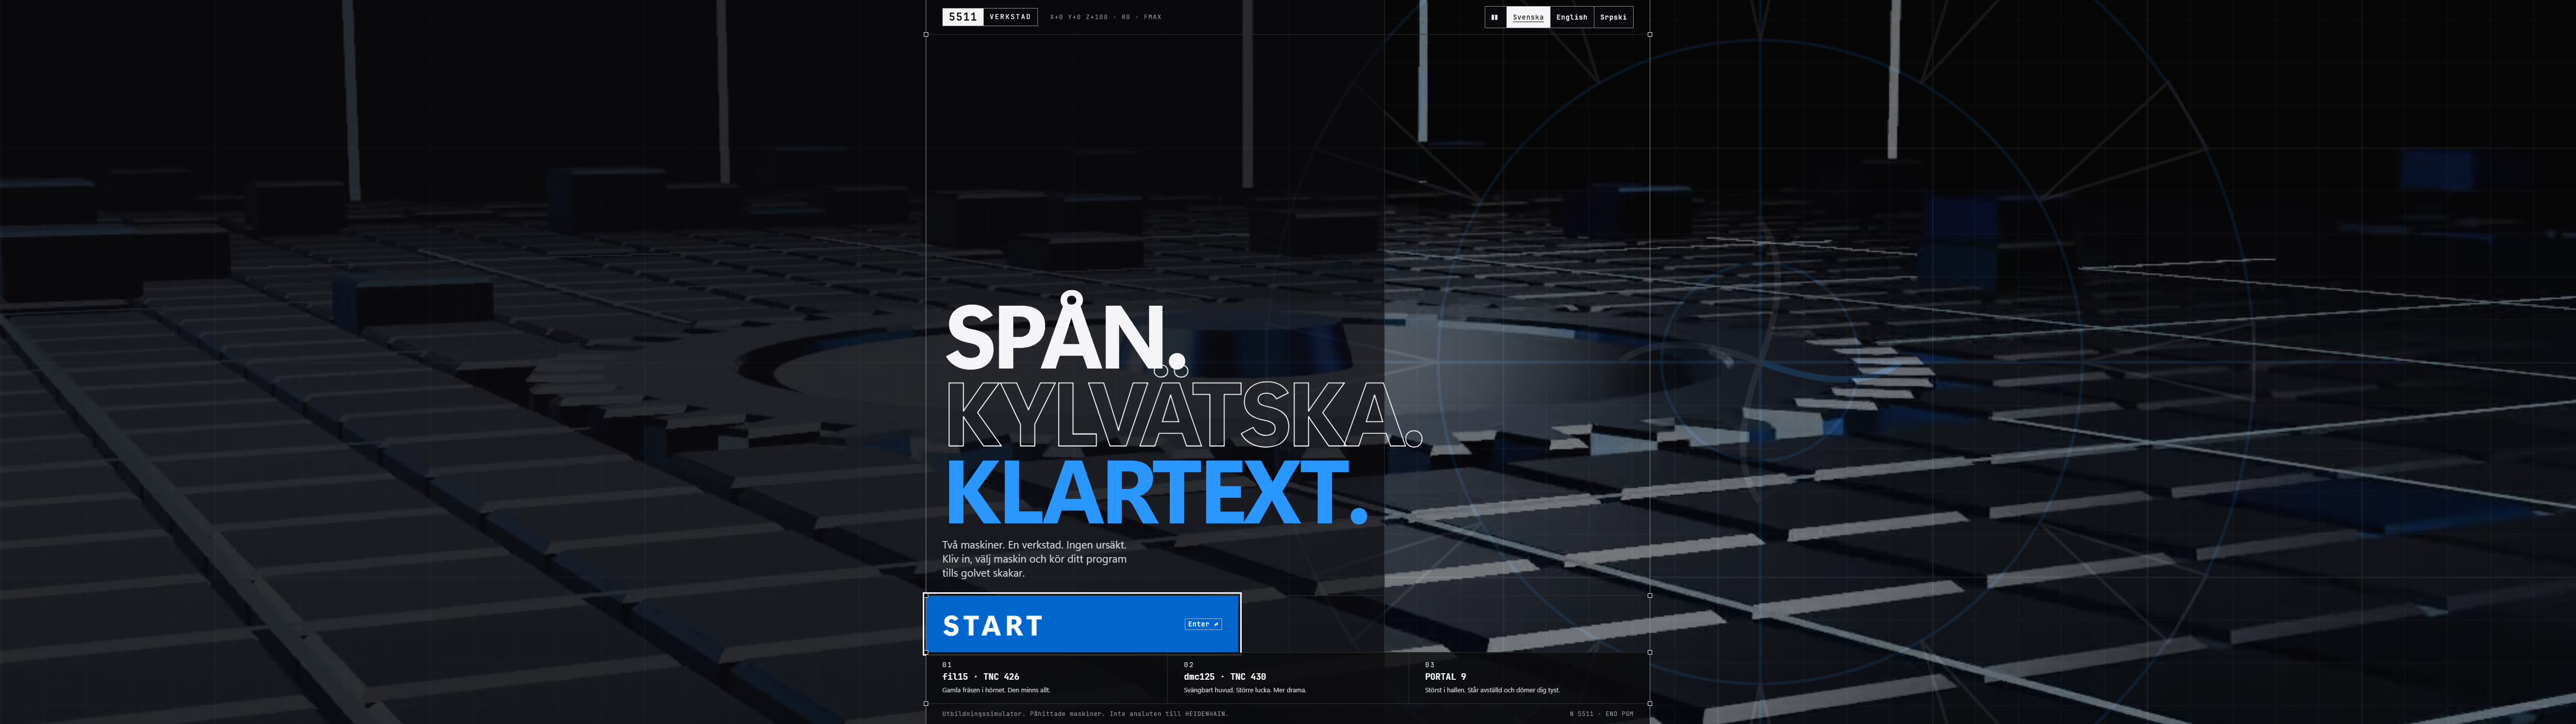 5511 VERKSTAD X+0 Y+0 Z+100 · R0 · FMAX
Svenska English Srpski
SPÅN.
KYLVÄTSKA.
KLARTEXT.
Två maskiner. En verkstad. Ingen ursäkt.
Kliv in, välj maskin och kör ditt program
tills golvet skakar.
START Enter ↵
01
fil15 · TNC 426
Gamla fräsen i hörnet. Den minns allt.
02
dmc125 · TNC 430
Svängbart huvud. Större lucka. Mer drama.
03
PORTAL 9
Störst i hallen. Står avställd och dömer dig tyst.
Utbildningssimulator. Påhittade maskiner. Inte ansluten till HEIDENHAIN.
N 5511 · END PGM